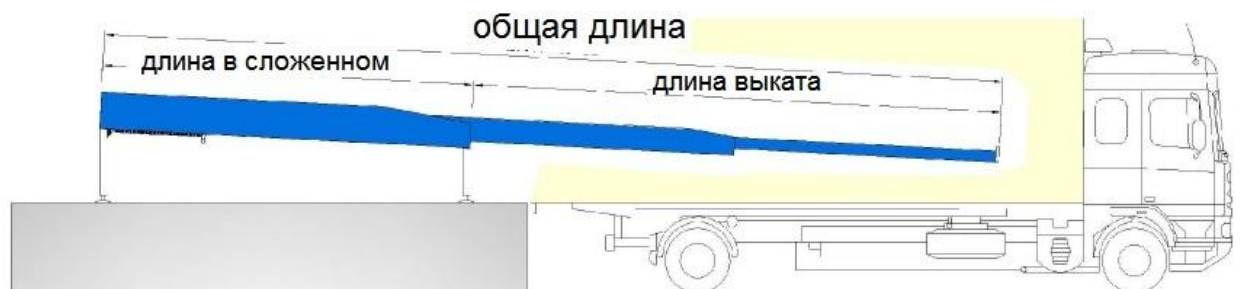 общая длина
длина в сложенном
длина выката